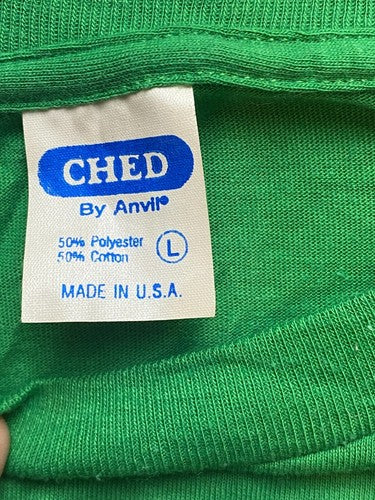 CHED
By Anvil®
50% Polyester
50% Cotton
L
MADE IN U.S.A.